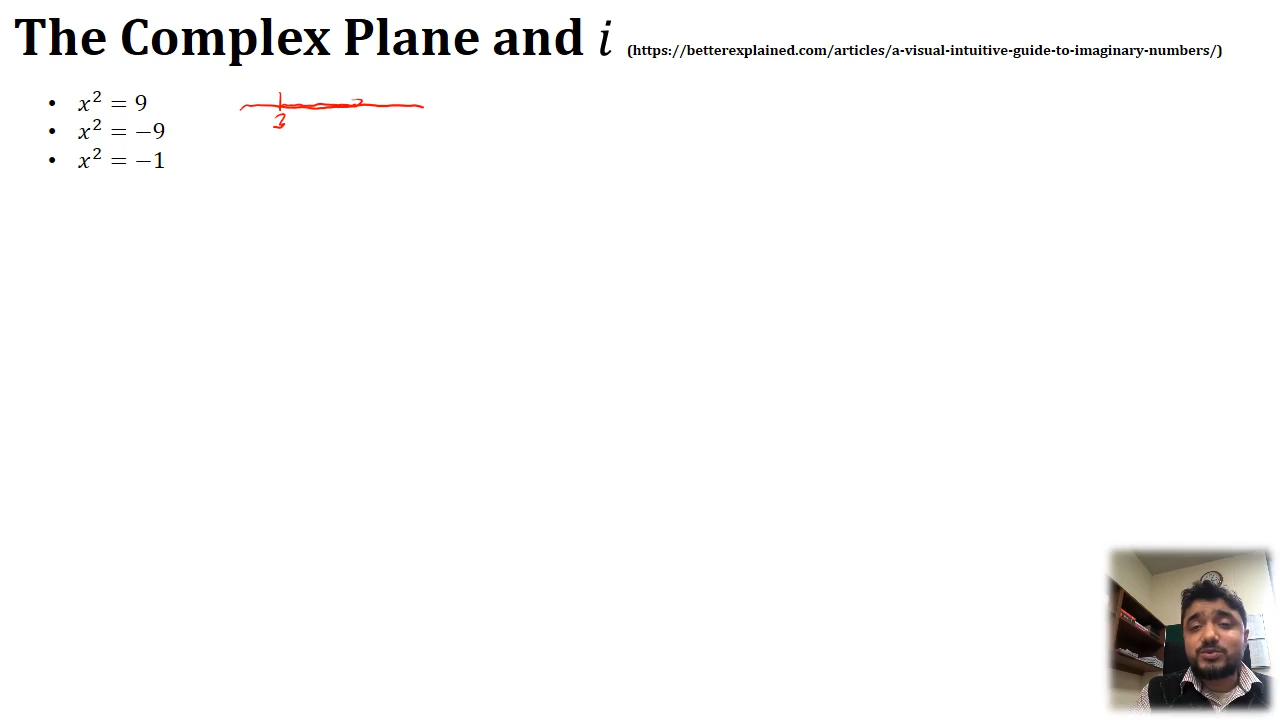 The Complex Plane and i (https://betterexplained.com/articles/a-visual-intuitive-guide-to-imaginary-numbers/)
• x² = 9
• x² = −9
• x² = −1
3